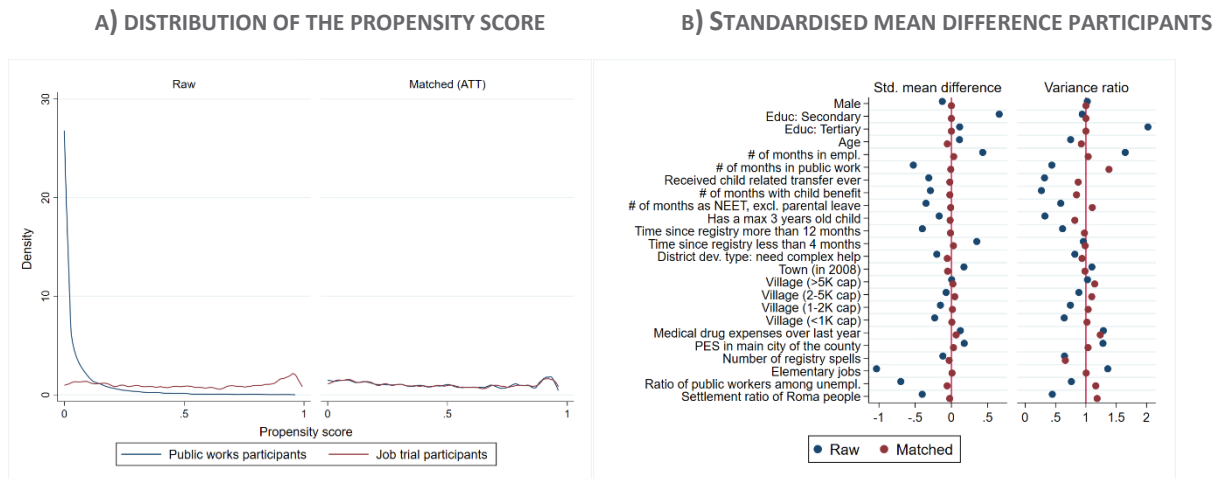 A) DISTRIBUTION OF THE PROPENSITY SCORE
B) STANDARDISED MEAN DIFFERENCE PARTICIPANTS
Raw
Matched (ATT)
30
20
10
0
Density
0
.5
1
0
.5
1
Propensity score
Public works participants
Job trial participants
Std. mean difference
Variance ratio
Male
Educ: Secondary
Educ: Tertiary
Age
# of months in empl.
# of months in public work
Received child related transfer ever
# of months with child benefit
# of months as NEET, excl. parental leave
Has a max 3 years old child
Time since registry more than 12 months
Time since registry less than 4 months
District dev. type: need complex help
Town (in 2008)
Village (>5K cap)
Village (2-5K cap)
Village (1-2K cap)
Village (<1K cap)
Medical drug expenses over last year
PES in main city of the county
Number of registry spells
Elementary jobs
Ratio of public workers among unempl.
Settlement ratio of Roma people
-1
-.5
0
.5
0
1
2
Raw
Matched